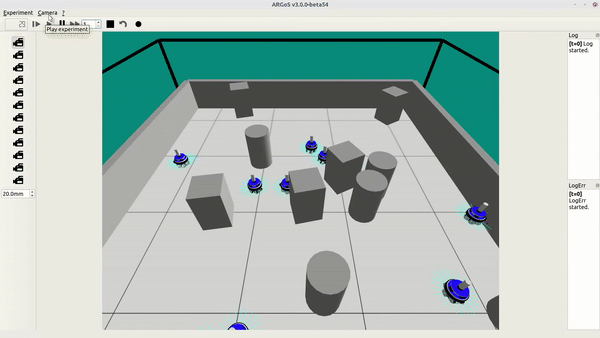 ARGoS v3.0.0-beta54
Experiment Camera ?
Play experiment
Log
[t=0] Log
started.
20.0mm
LogErr
[t=0]
LogErr
started.